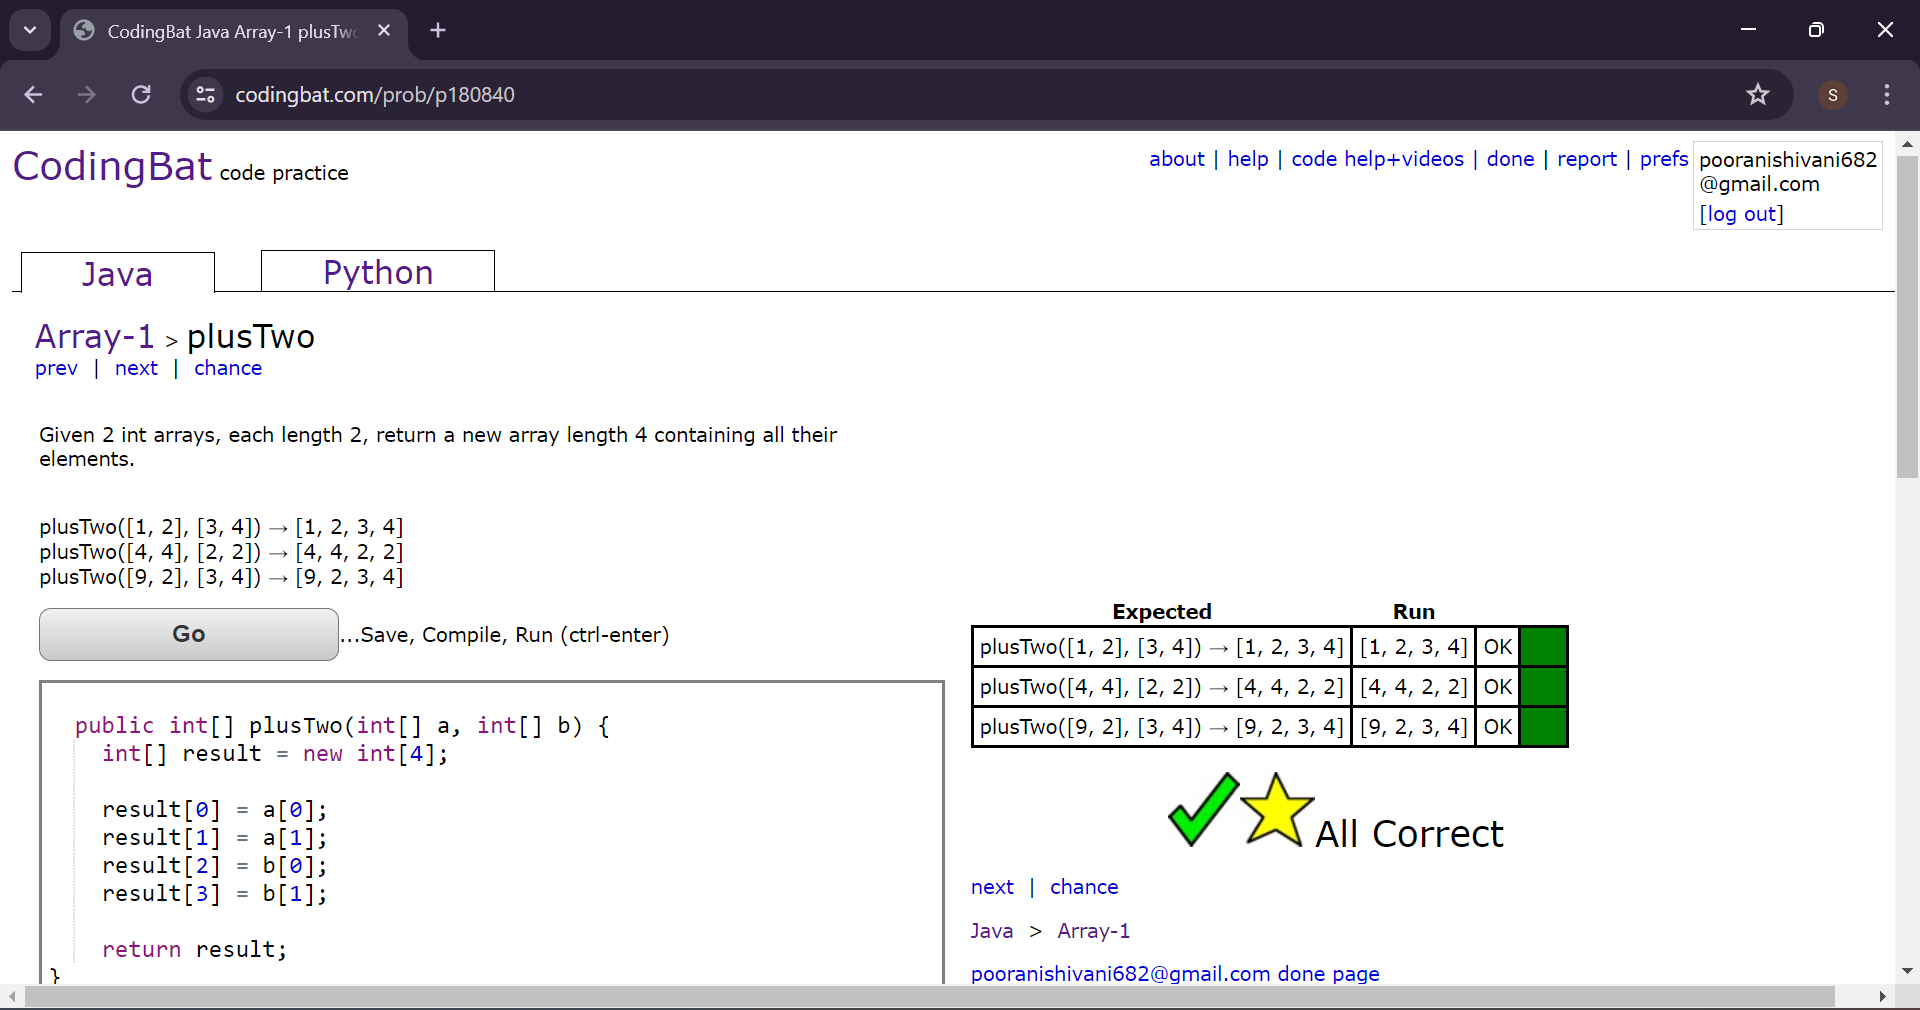 CodingBat Java Array-1 plusTwo
codingbat.com/prob/p180840
S
CodingBat code practice
about | help | code help+videos | done | report | prefs
pooranishivani682
@gmail.com
[log out]
Java
Python
Array-1 > plusTwo
prev | next | chance
Given 2 int arrays, each length 2, return a new array length 4 containing all their
elements.
plusTwo([1, 2], [3, 4]) → [1, 2, 3, 4]
plusTwo([4, 4], [2, 2]) → [4, 4, 2, 2]
plusTwo([9, 2], [3, 4]) → [9, 2, 3, 4]
Go
...Save, Compile, Run (ctrl-enter)
public int[] plusTwo(int[] a, int[] b) {
int[] result = new int[4];
result[0] = a[0];
result[1] = a[1];
result[2] = b[0];
result[3] = b[1];
return result;
}
Expected Run
plusTwo([1, 2], [3, 4]) → [1, 2, 3, 4] [1, 2, 3, 4] OK
plusTwo([4, 4], [2, 2]) → [4, 4, 2, 2] [4, 4, 2, 2] OK
plusTwo([9, 2], [3, 4]) → [9, 2, 3, 4] [9, 2, 3, 4] OK
All Correct
next | chance
Java > Array-1
pooranishivani682@gmail.com done page